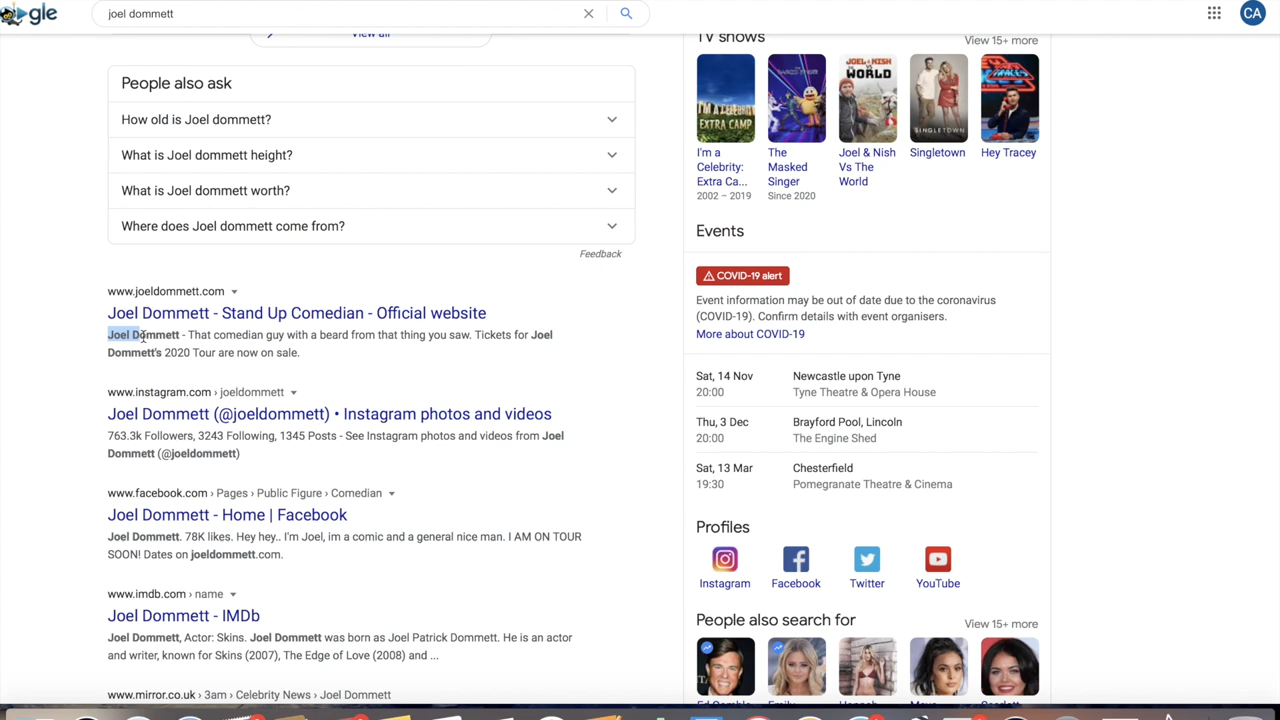 gle
joel dommett
CA
View all
People also ask
How old is Joel dommett?
What is Joel dommett height?
What is Joel dommett worth?
Where does Joel dommett come from?
Feedback
www.joeldommett.com
Joel Dommett - Stand Up Comedian - Official website
Joel Dommett - That comedian guy with a beard from that thing you saw. Tickets for Joel
Dommett's 2020 Tour are now on sale.
www.instagram.com › joeldommett
Joel Dommett (@joeldommett) • Instagram photos and videos
763.3k Followers, 3243 Following, 1345 Posts - See Instagram photos and videos from Joel
Dommett (@joeldommett)
www.facebook.com › Pages › Public Figure › Comedian
Joel Dommett - Home | Facebook
Joel Dommett. 78K likes. Hey hey.. I'm Joel, im a comic and a general nice man. I AM ON TOUR
SOON! Dates on joeldommett.com.
www.imdb.com › name
Joel Dommett - IMDb
Joel Dommett, Actor: Skins. Joel Dommett was born as Joel Patrick Dommett. He is an actor
and writer, known for Skins (2007), The Edge of Love (2008) and ...
www.mirror.co.uk › 3am › Celebrity News › Joel Dommett
TV shows
View 15+ more
I'M A
CELEBRITY
EXTRA CAMP
JOEL & NISH
VS THE
WORLD
SINGLETOWN
I'm a
Celebrity:
Extra Ca...
2002 – 2019
The
Masked
Singer
Since 2020
Joel & Nish
Vs The
World
Singletown
Hey Tracey
Events
COVID-19 alert
Event information may be out of date due to the coronavirus
(COVID-19). Confirm details with event organisers.
More about COVID-19
Sat, 14 Nov
20:00
Newcastle upon Tyne
Tyne Theatre & Opera House
Thu, 3 Dec
20:00
Brayford Pool, Lincoln
The Engine Shed
Sat, 13 Mar
19:30
Chesterfield
Pomegranate Theatre & Cinema
Profiles
Instagram
Facebook
Twitter
YouTube
People also search for
View 15+ more